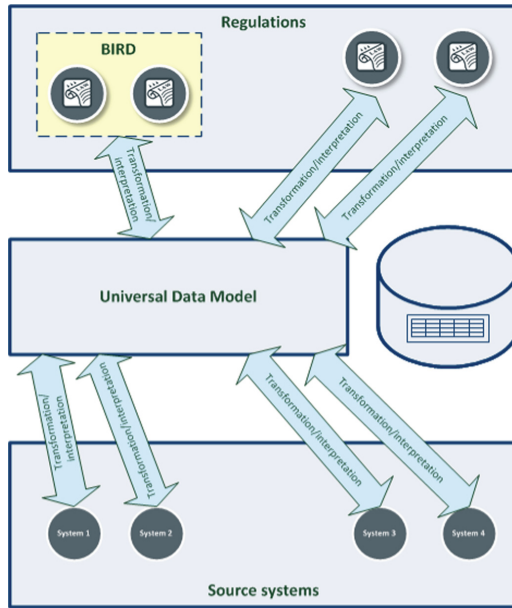 Regulations
BIRD
Transformation/
interpretation
Transformation/interpretation
Transformation/interpretation
Universal Data Model
Transformation/
interpretation
Transformation/interpretation
Transformation/interpretation
Transformation/interpretation
System 1
System 2
System 3
System 4
Source systems